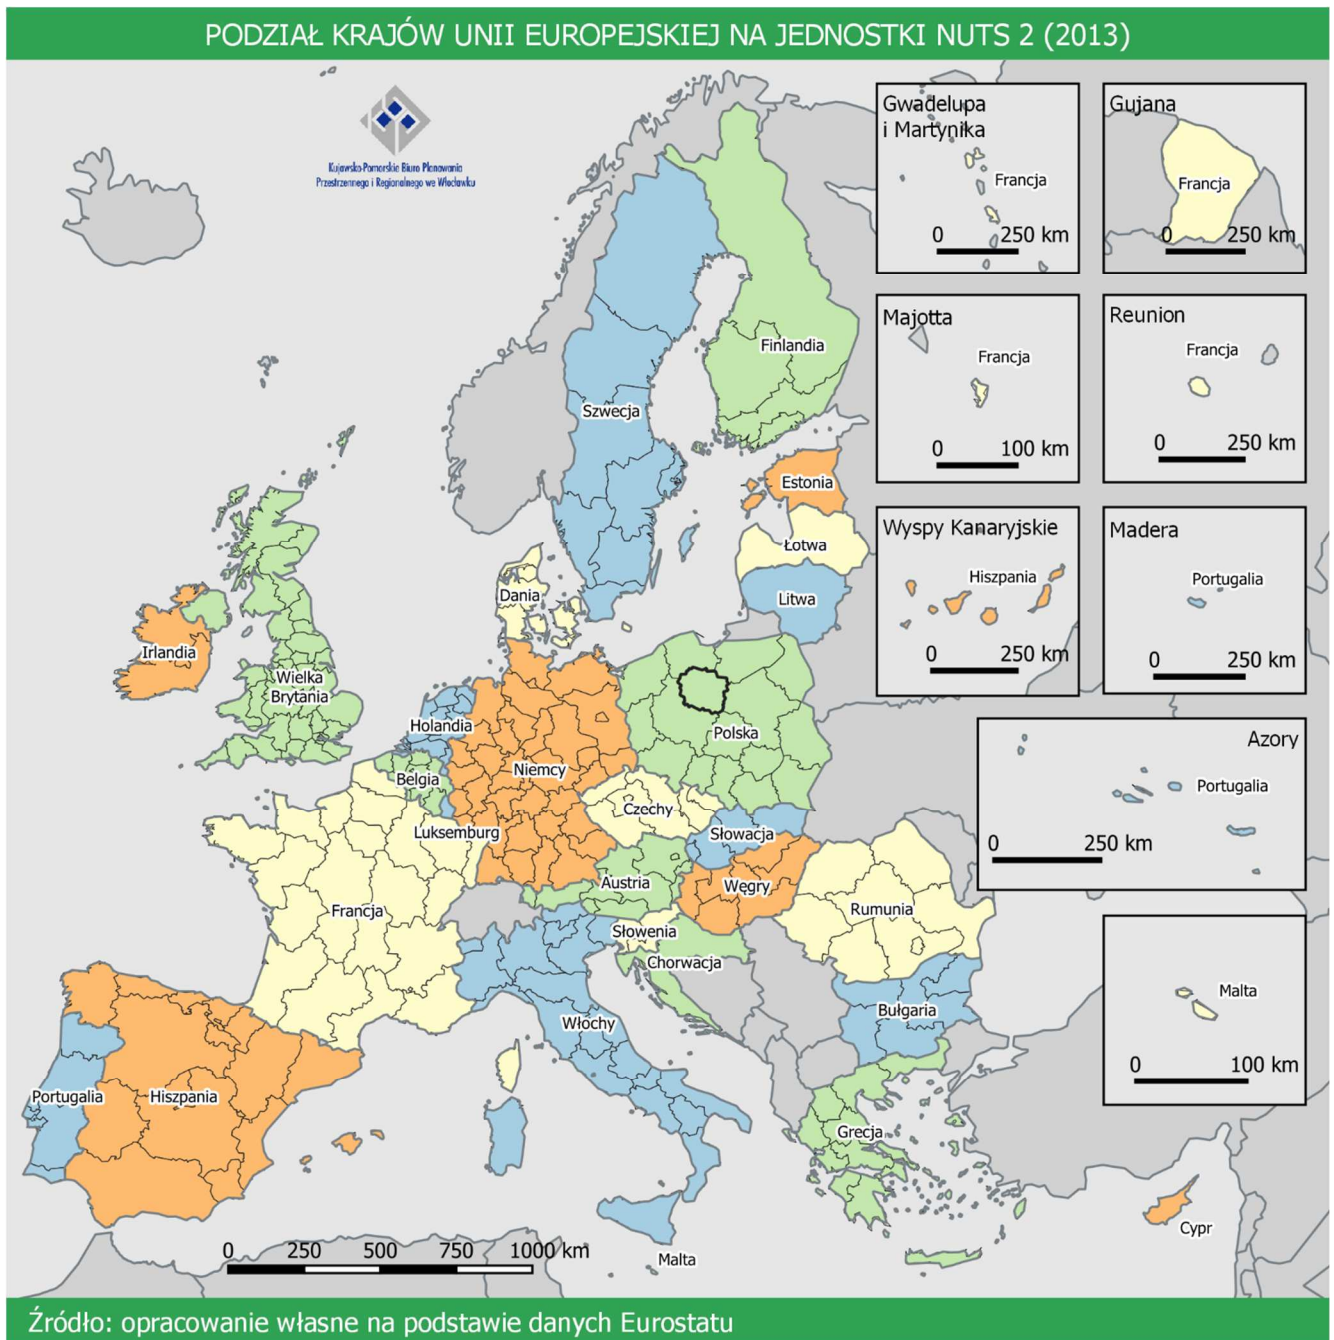 PODZIAŁ KRAJÓW UNII EUROPEJSKIEJ NA JEDNOSTKI NUTS 2 (2013)
Kujawsko-Pomorskie Biuro Planowania
Przestrzennego i Regionalnego we Włocławku
Gwadelupa
i Martynika
Francja
0 250 km
Gujana
Francja
0 250 km
Majotta
Francja
0 100 km
Reunion
Francja
0 250 km
Wyspy Kanaryjskie
Hiszpania
0 250 km
Madera
Portugalia
0 250 km
Azory
Portugalia
0 250 km
Malta
0 100 km
Finlandia
Szwecja
Estonia
Łotwa
Litwa
Dania
Irlandia
Wielka
Brytania
Holandia
Belgia
Niemcy
Polska
Luksemburg
Czechy
Słowacja
Austria
Węgry
Francja
Rumunia
Słowenia
Chorwacja
Włochy
Bułgaria
Portugalia
Hiszpania
Grecja
Malta
Cypr
0 250 500 750 1000 km
Źródło: opracowanie własne na podstawie danych Eurostatu